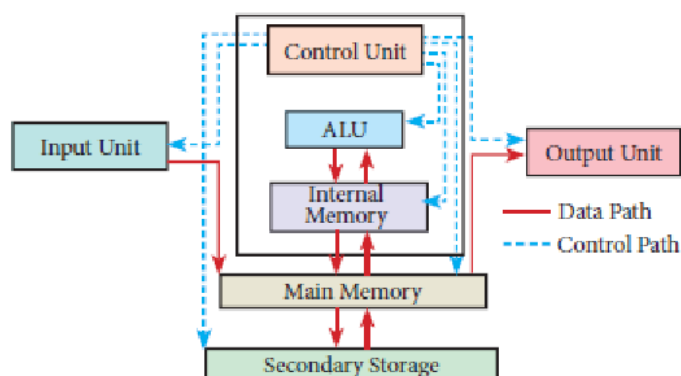 Control Unit
ALU
Input Unit
Output Unit
Internal
Memory
Data Path
Control Path
Main Memory
Secondary Storage